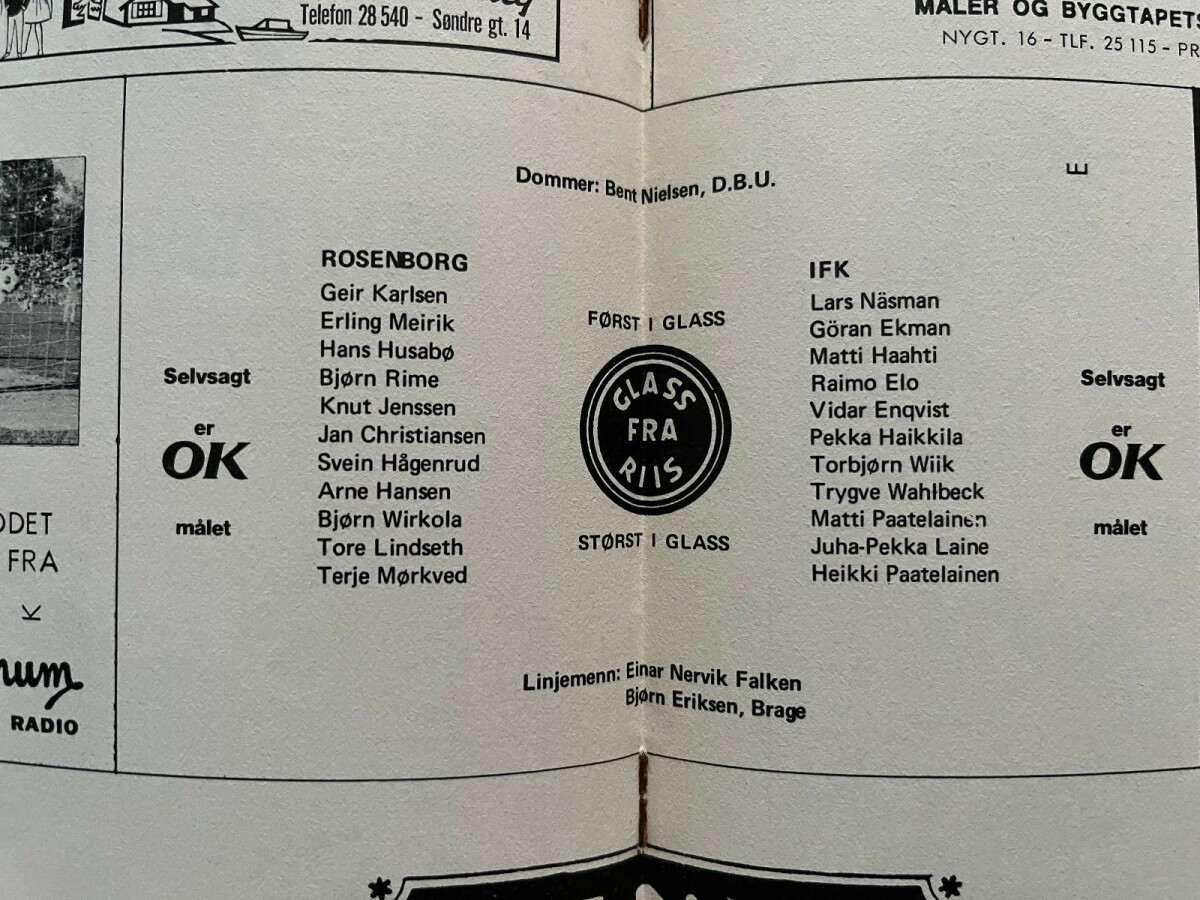 Telefon 28 540 - Søndre gt. 14
MALER OG BYGGTAPETS
NYGT. 16 - TLF. 25 115 - PR
Dommer: Bent Nielsen, D.B.U.
E
ROSENBORG
Geir Karlsen
Erling Meirik
Hans Husabø
Bjørn Rime
Knut Jenssen
Jan Christiansen
Svein Hågenrud
Arne Hansen
Bjørn Wirkola
Tore Lindseth
Terje Mørkved
Selvsagt
er
OK
målet
FØRST I GLASS
GLASS
FRA
RIIS
STØRST I GLASS
IFK
Lars Näsman
Göran Ekman
Matti Haahti
Raimo Elo
Vidar Enqvist
Pekka Haikkila
Torbjørn Wiik
Trygve Wahlbeck
Matti Paatelainen
Juha-Pekka Laine
Heikki Paatelainen
Selvsagt
er
OK
målet
DDET
FRA
K
num
RADIO
Linjemenn: Einar Nervik Falken
Bjørn Eriksen, Brage